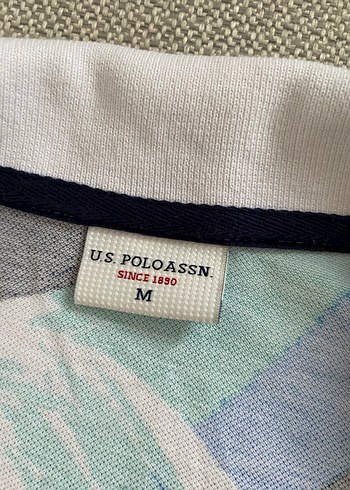 U.S. POLO ASSN.
SINCE 1890
M